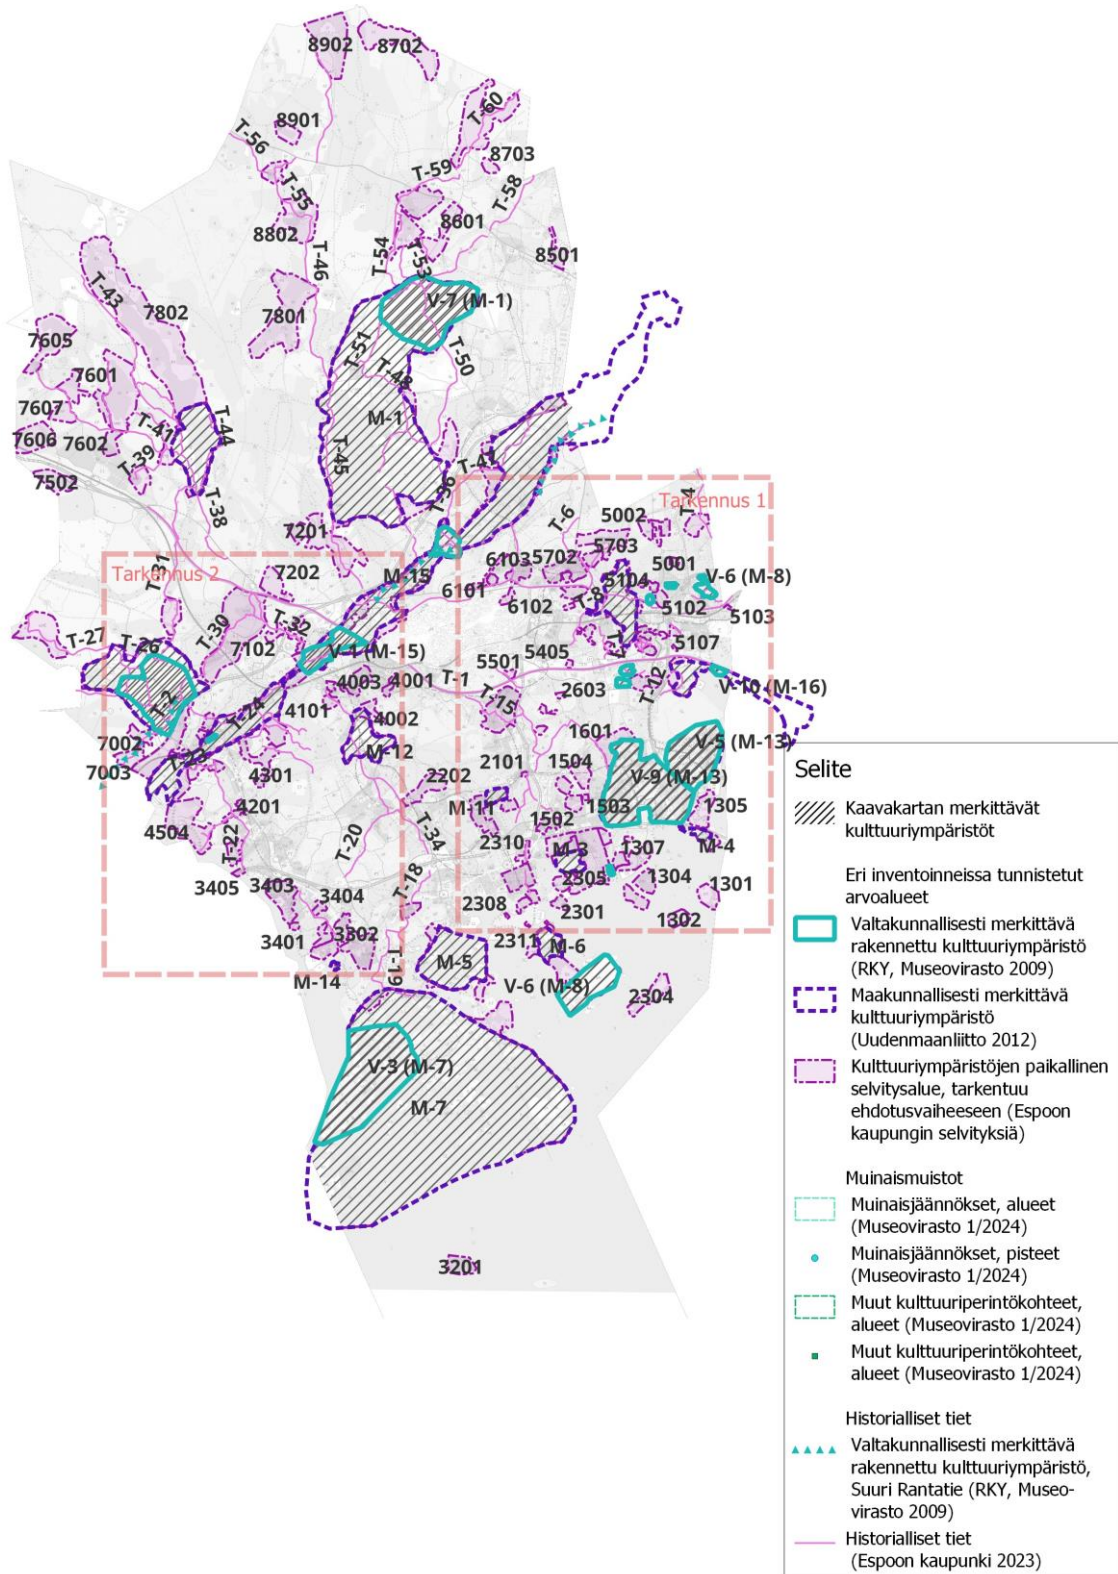 8902
8702
T-60
8901
T-56
8703
T-59
T-58
T-55
8601
8802
T-54
T-53
8501
T-46
T-43
7802
V-7 (M-1)
7801
7605
T-51
T-50
7601
T-48
7607
M-1
T-41
T-44
7606
7602
T-39
T-45
7502
T-36
T-38
Tarkennus 1
T-4
T-6
5002
7201
5702
5703
6103
5001
Tarkennus 2
T-31
7202
M-15
5104
V-6 (M-8)
6101
6102
T-8
5102
5103
T-27
T-26
T-30
7102
T-32
V-1 (M-15)
5107
5405
5501
4003
4001
T-1
T-12
V-10 (M-16)
T-2
T-15
2603
4101
T-24
4002
7002
M-12
1601
V-5 (M-13)
7003
T-23
2101
1504
V-9 (M-13)
4301
2202
4201
M-11
1503
1305
4504
1502
T-22
T-20
T-34
2310
M-3
1307
M-4
3405
3403
T-18
2305
1304
1301
3404
2308
2301
1302
3401
3302
2311
M-6
M-14
T-19
M-5
V-6 (M-8)
2304
V-3 (M-7)
M-7
3201
Selite
Kaavakartan merkittävät
kulttuuriympäristöt
Eri inventoinneissa tunnistetut
arvoalueet
Valtakunnallisesti merkittävä
rakennettu kulttuuriympäristö
(RKY, Museovirasto 2009)
Maakunnallisesti merkittävä
kulttuuriympäristö
(Uudenmaanliitto 2012)
Kulttuuriympäristöjen paikallinen
selvitysalue, tarkentuu
ehdotusvaiheeseen (Espoon
kaupungin selvityksiä)
Muinaismuistot
Muinaisjäännökset, alueet
(Museovirasto 1/2024)
Muinaisjäännökset, pisteet
(Museovirasto 1/2024)
Muut kulttuuriperintökohteet,
alueet (Museovirasto 1/2024)
Muut kulttuuriperintökohteet,
alueet (Museovirasto 1/2024)
Historialliset tiet
Valtakunnallisesti merkittävä
rakennettu kulttuuriympäristö,
Suuri Rantatie (RKY, Museo-
virasto 2009)
Historialliset tiet
(Espoon kaupunki 2023)